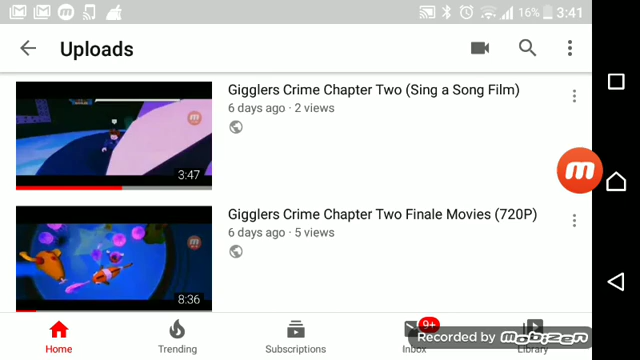 16% 3:41
Uploads
Gigglers Crime Chapter Two (Sing a Song Film)
6 days ago · 2 views
3:47
Gigglers Crime Chapter Two Finale Movies (720P)
6 days ago · 5 views
8:36
9+
Home
Trending
Subscriptions
Inbox
Library
Recorded by Mobizen